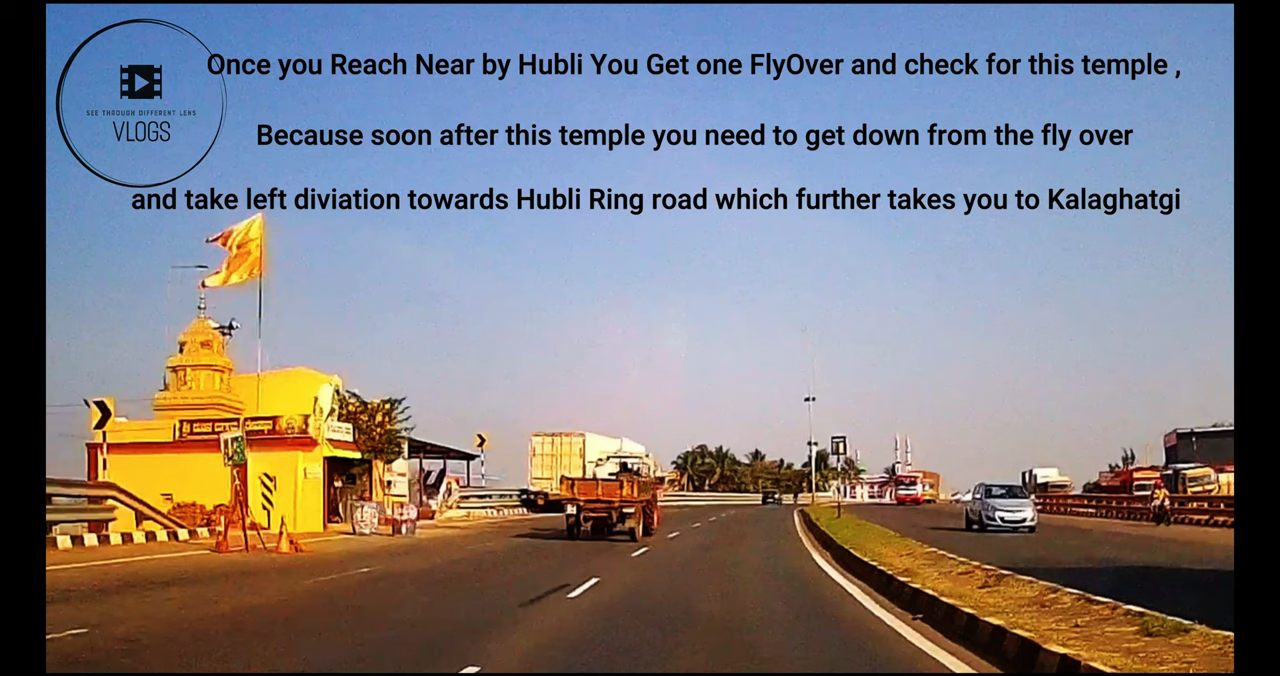 Once you Reach Near by Hubli You Get one FlyOver and check for this temple ,
SEE THROUGH DIFFERENT LENS
VLOGS
Because soon after this temple you need to get down from the fly over
and take left diviation towards Hubli Ring road which further takes you to Kalaghatgi